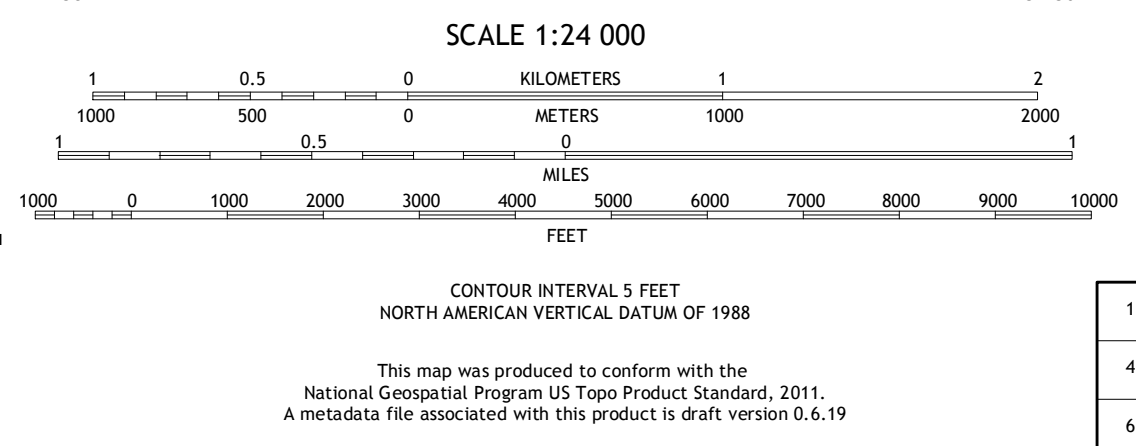 SCALE 1:24 000
1 0.5 0 KILOMETERS 1 2
1000 500 0 METERS 1000 2000
1 0.5 0 1
MILES
1000 0 1000 2000 3000 4000 5000 6000 7000 8000 9000 10000
FEET
CONTOUR INTERVAL 5 FEET
NORTH AMERICAN VERTICAL DATUM OF 1988
This map was produced to conform with the
National Geospatial Program US Topo Product Standard, 2011.
A metadata file associated with this product is draft version 0.6.19
1
4
6